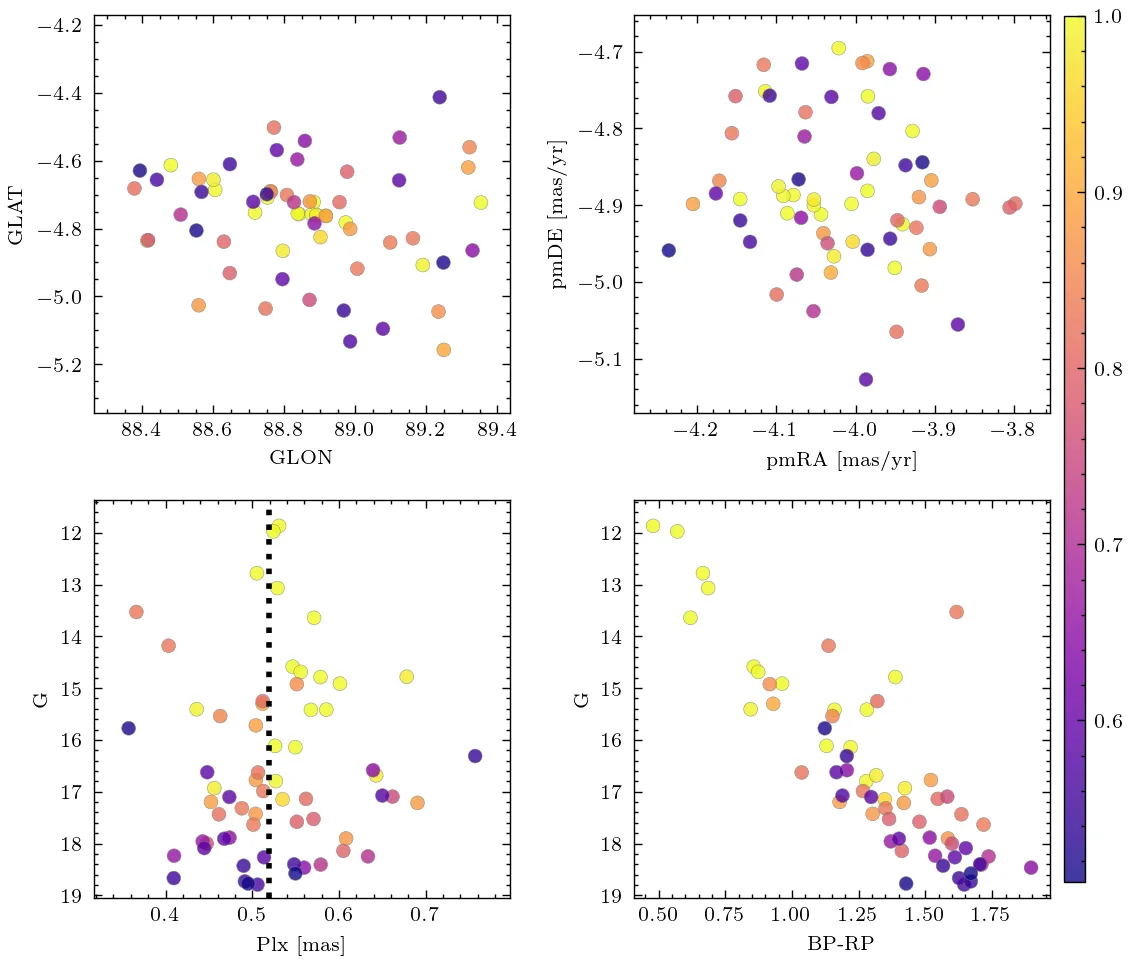 −4.2
−4.4
−4.6
−4.8
−5.0
−5.2
GLAT
88.4 88.6 88.8 89.0 89.2 89.4
GLON
−4.7
−4.8
−4.9
−5.0
−5.1
pmDE [mas/yr]
−4.2 −4.1 −4.0 −3.9 −3.8
pmRA [mas/yr]
1.0
0.9
0.8
0.7
0.6
12
13
14
15
16
17
18
19
G
0.4 0.5 0.6 0.7
Plx [mas]
12
13
14
15
16
17
18
19
G
0.50 0.75 1.00 1.25 1.50 1.75
BP-RP